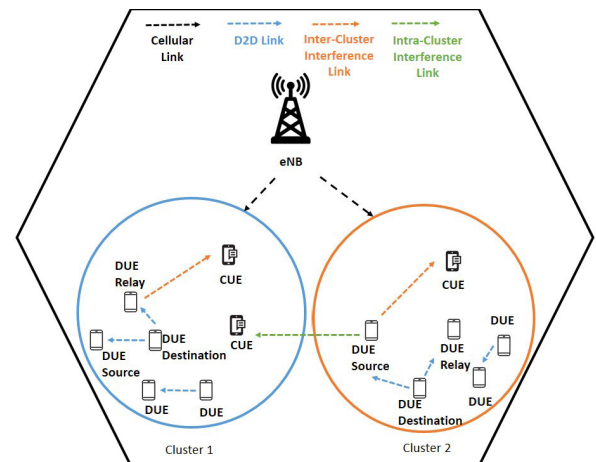 Cellular
Link
D2D Link
Inter-Cluster
Interference
Link
Intra-Cluster
Interference
Link
eNB
DUE
Relay
CUE
CUE
DUE
Source
DUE
Destination
DUE
DUE
Cluster 1
CUE
DUE
Source
DUE
Relay
DUE
DUE
DUE
Destination
Cluster 2